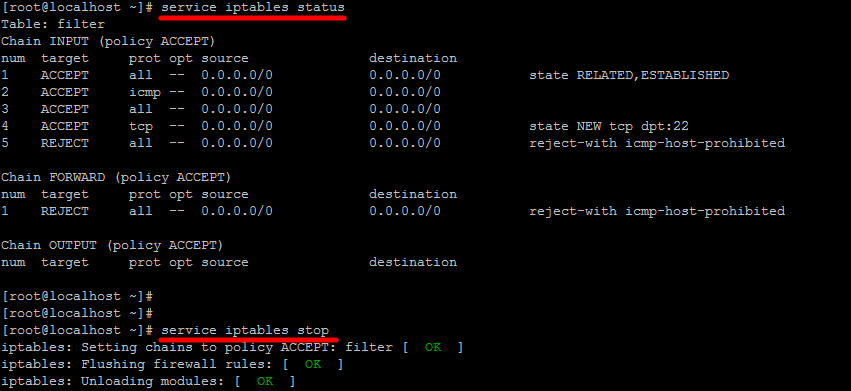 [root@localhost ~]# service iptables status
Table: filter
Chain INPUT (policy ACCEPT)
num  target     prot opt source               destination
1    ACCEPT     all  --  0.0.0.0/0            0.0.0.0/0           state RELATED,ESTABLISHED
2    ACCEPT     icmp --  0.0.0.0/0            0.0.0.0/0
3    ACCEPT     all  --  0.0.0.0/0            0.0.0.0/0
4    ACCEPT     tcp  --  0.0.0.0/0            0.0.0.0/0           state NEW tcp dpt:22
5    REJECT     all  --  0.0.0.0/0            0.0.0.0/0           reject-with icmp-host-prohibited
Chain FORWARD (policy ACCEPT)
num  target     prot opt source               destination
1    REJECT     all  --  0.0.0.0/0            0.0.0.0/0           reject-with icmp-host-prohibited
Chain OUTPUT (policy ACCEPT)
num  target     prot opt source               destination
[root@localhost ~]#
[root@localhost ~]#
[root@localhost ~]# service iptables stop
iptables: Setting chains to policy ACCEPT: filter [  OK  ]
iptables: Flushing firewall rules: [  OK  ]
iptables: Unloading modules: [  OK  ]